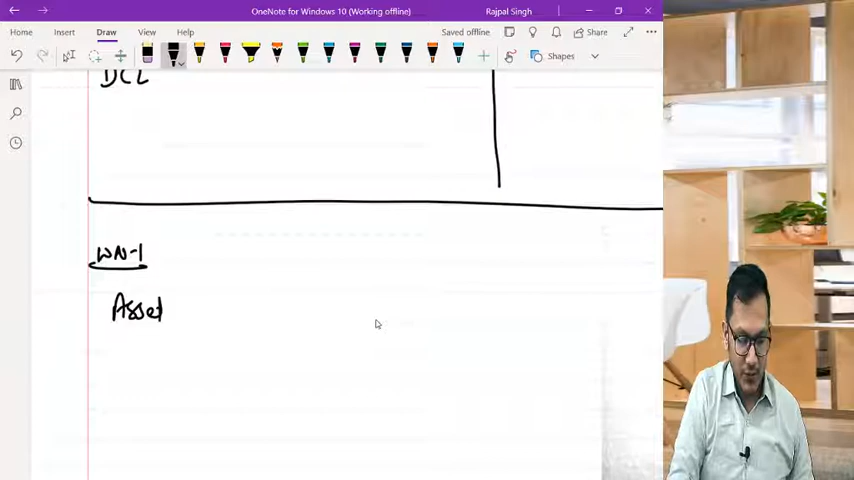 OneNote for Windows 10 (Working offline)
Rajpal Singh
Home Insert Draw View Help
Saved offline
Share
Shapes
DCL
WN-1
Asset